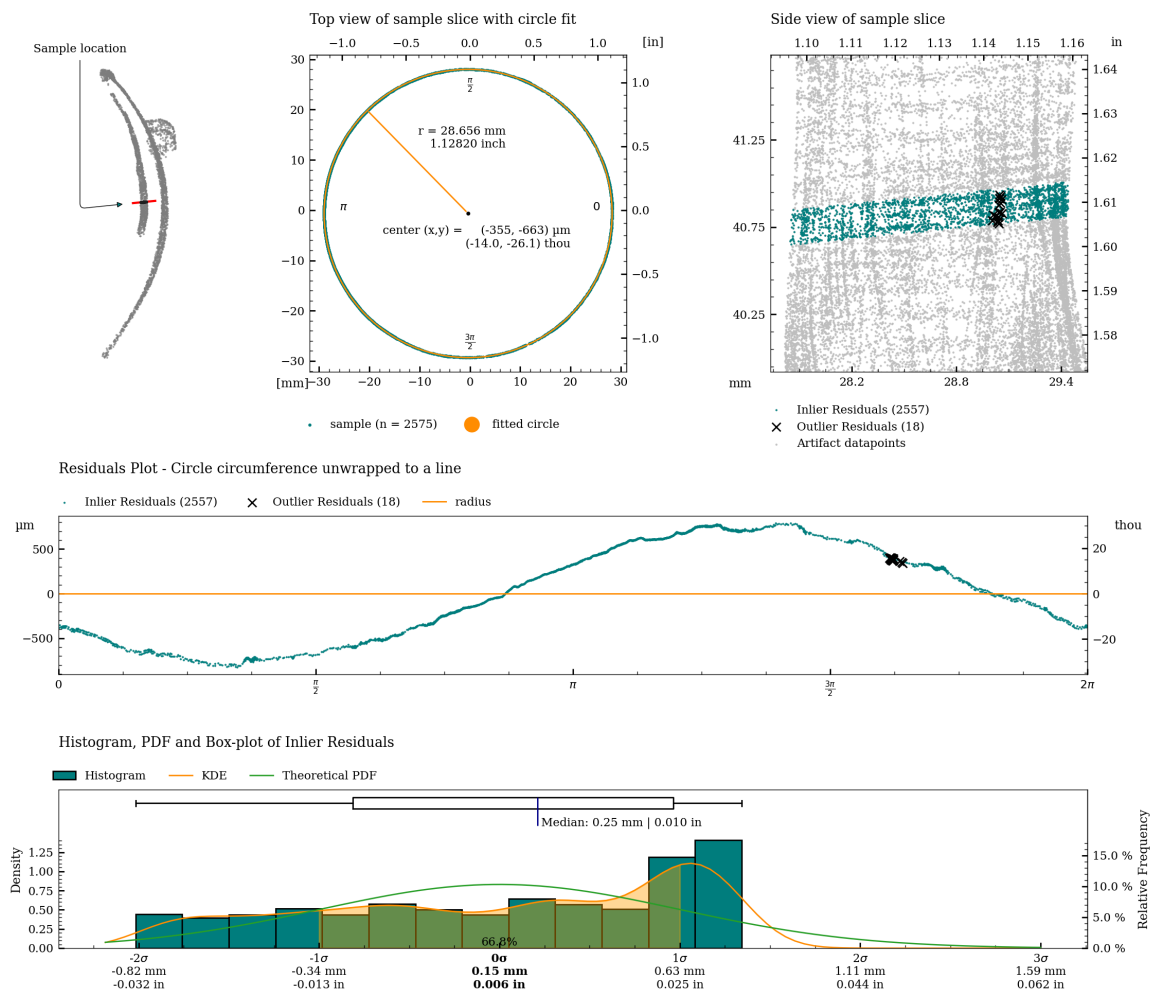 Sample location
Top view of sample slice with circle fit
−1.0 −0.5 0.0 0.5 1.0 [in]
30
20
10
0
−10
−20
−30
1.0
0.5
0.0
−0.5
−1.0
π/2
r = 28.656 mm
1.12820 inch
π
0
center (x,y) = (-355, -663) µm
(-14.0, -26.1) thou
3π/2
[mm] −30 −20 −10 0 10 20 30
sample (n = 2575) fitted circle
Side view of sample slice
1.10 1.11 1.12 1.13 1.14 1.15 1.16 in
41.25
40.75
40.25
1.64
1.63
1.62
1.61
1.60
1.59
1.58
mm 28.2 28.8 29.4
Inlier Residuals (2557)
Outlier Residuals (18)
Artifact datapoints
Residuals Plot - Circle circumference unwrapped to a line
Inlier Residuals (2557) Outlier Residuals (18) radius
µm thou
500 20
0 0
−500 −20
0 π/2 π 3π/2 2π
Histogram, PDF and Box-plot of Inlier Residuals
Histogram KDE Theoretical PDF
Median: 0.25 mm | 0.010 in
Density
1.25
1.00
0.75
0.50
0.25
0.00
Relative Frequency
15.0 %
10.0 %
5.0 %
0.0 %
66.8%
-2σ -1σ 0σ 1σ 2σ 3σ
-0.82 mm -0.34 mm 0.15 mm 0.63 mm 1.11 mm 1.59 mm
-0.032 in -0.013 in 0.006 in 0.025 in 0.044 in 0.062 in